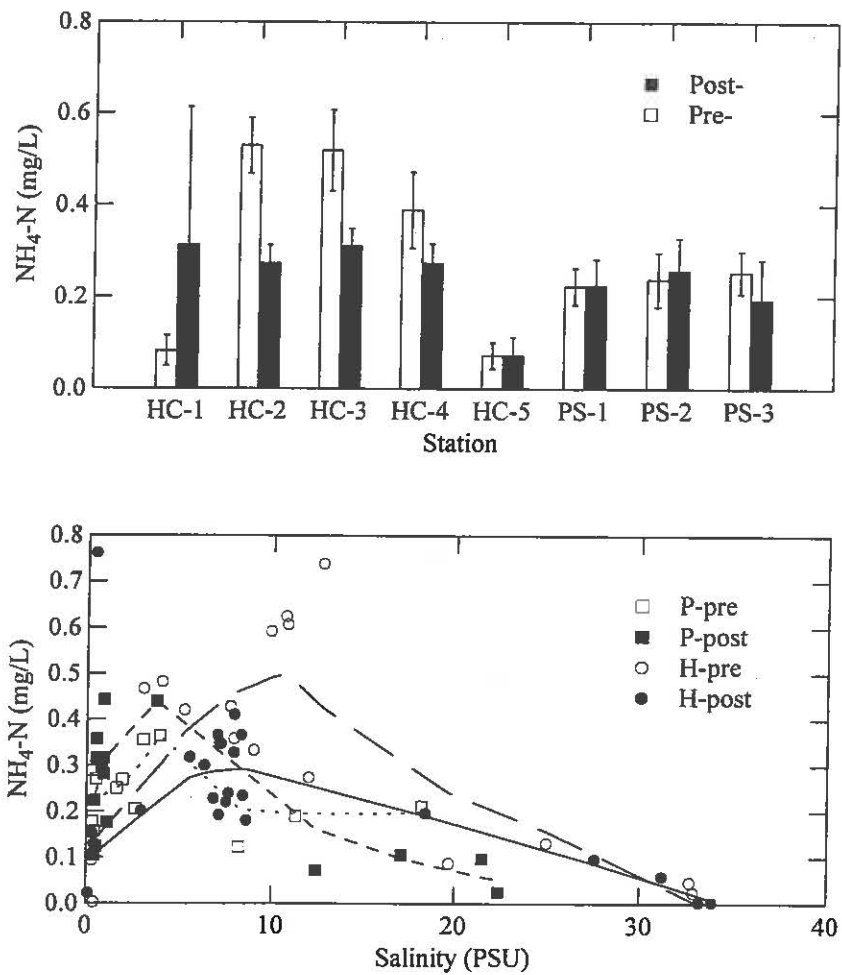 0.8
0.6
0.4
0.2
0.0
NH4-N (mg/L)
Post-
Pre-
HC-1 HC-2 HC-3 HC-4 HC-5 PS-1 PS-2 PS-3
Station
0.8
0.7
0.6
0.5
0.4
0.3
0.2
0.1
0.0
NH4-N (mg/L)
P-pre
P-post
H-pre
H-post
0 10 20 30 40
Salinity (PSU)